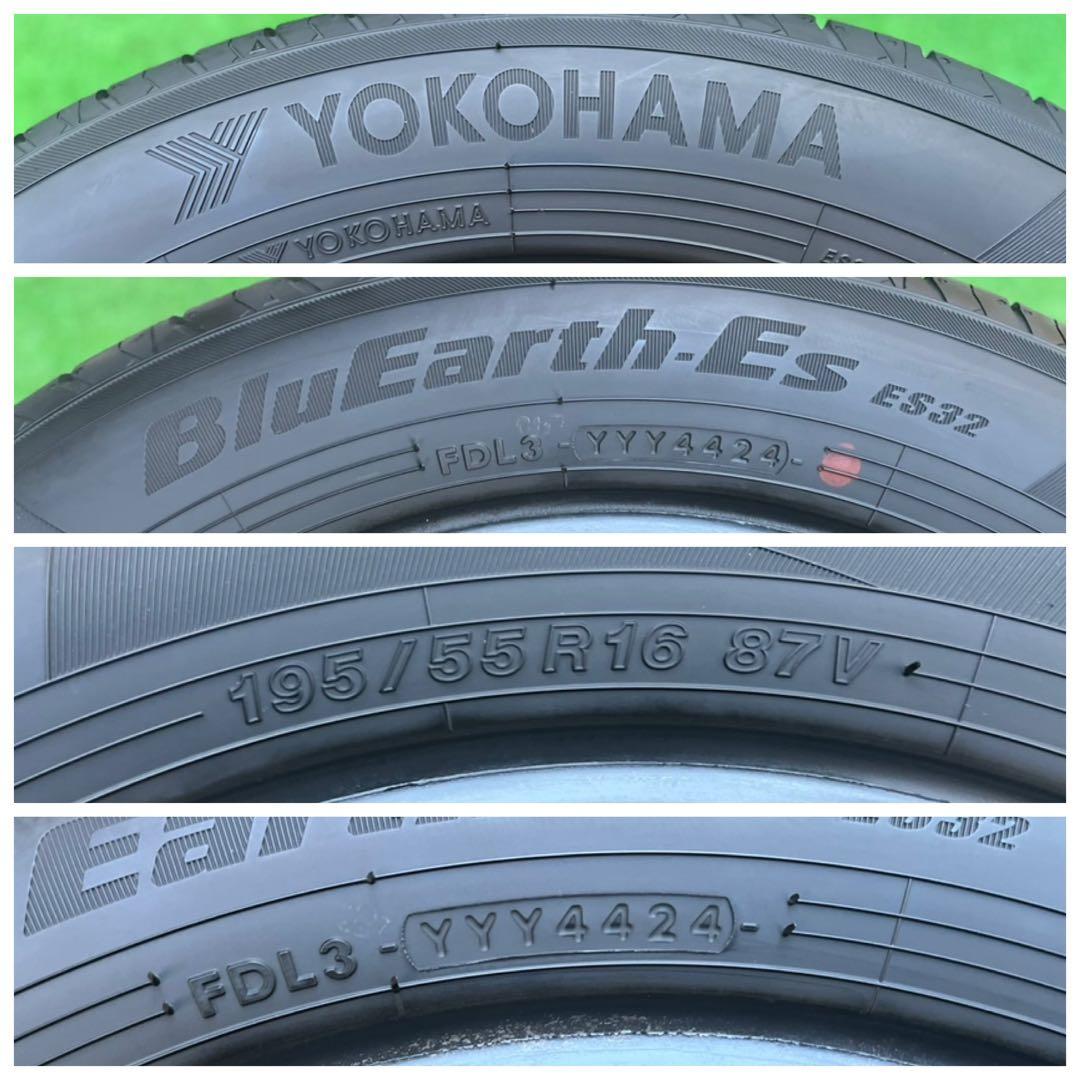 YOKOHAMA
YOKOHAMA
BluEarth-Es ES32
FDL3 -YYY4424-
195/55R16 87V
FDL3 -YYY4424-